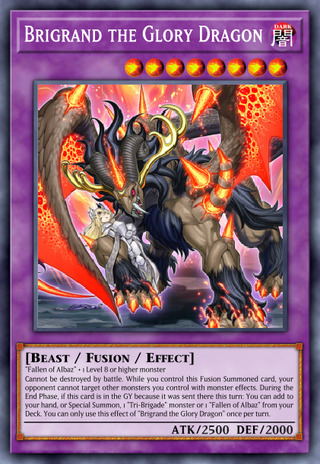 Brigrand the Glory Dragon
DARK
闇
[Beast / Fusion / Effect]
"Fallen of Albaz" + 1 Level 8 or higher monster
Cannot be destroyed by battle. While you control this Fusion Summoned card, your
opponent cannot target other monsters you control with monster effects. During the
End Phase, if this card is in the GY because it was sent there this turn: You can add to
your hand, or Special Summon, 1 "Tri-Brigade" monster or 1 "Fallen of Albaz" from your
Deck. You can only use this effect of "Brigrand the Glory Dragon" once per turn.
ATK/2500 DEF/2000